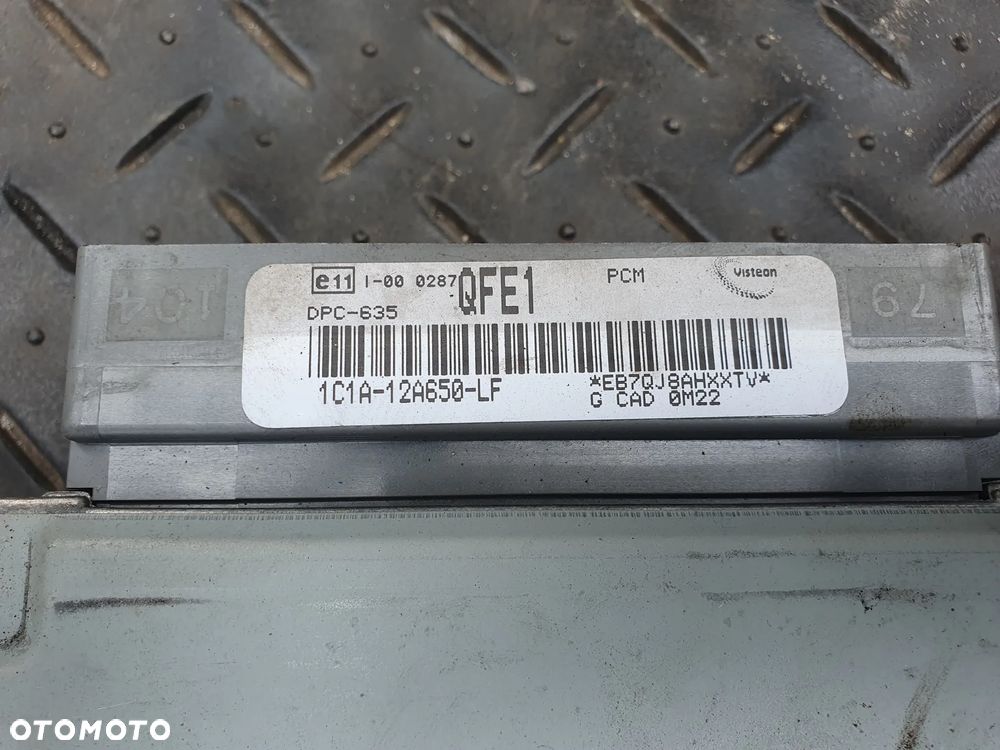 e11 I-00 0287 QFE1 PCM Visteon
DPC-635
1C1A-12A650-LF *EB7QJ8AHXXTV*
G CAD 0M22
104
79
OTOMOTO